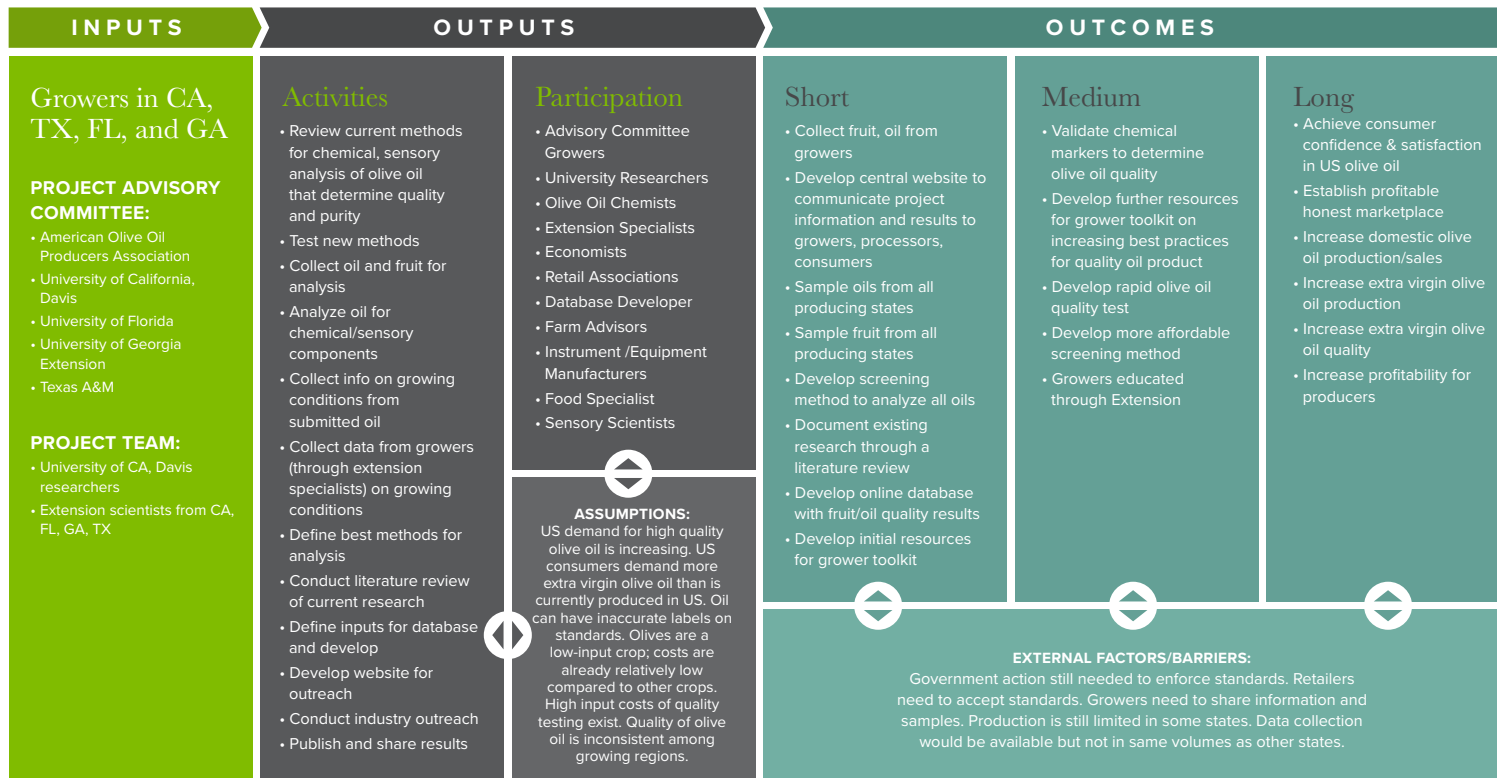 INPUTS
OUTPUTS
OUTCOMES
Growers in CA,
TX, FL, and GA
PROJECT ADVISORY
COMMITTEE:
• American Olive Oil
Producers Association
• University of California,
Davis
• University of Florida
• University of Georgia
Extension
• Texas A&M
PROJECT TEAM:
• University of CA, Davis
researchers
• Extension scientists from CA,
FL, GA, TX
Activities
• Review current methods
for chemical, sensory
analysis of olive oil
that determine quality
and purity
• Test new methods
• Collect oil and fruit for
analysis
• Analyze oil for
chemical/sensory
components
• Collect info on growing
conditions from
submitted oil
• Collect data from growers
(through extension
specialists) on growing
conditions
• Define best methods for
analysis
• Conduct literature review
of current research
• Define inputs for database
and develop
• Develop website for
outreach
• Conduct industry outreach
• Publish and share results
Participation
• Advisory Committee
Growers
• University Researchers
• Olive Oil Chemists
• Extension Specialists
• Economists
• Retail Associations
• Database Developer
• Farm Advisors
• Instrument /Equipment
Manufacturers
• Food Specialist
• Sensory Scientists
ASSUMPTIONS:
US demand for high quality
olive oil is increasing. US
consumers demand more
extra virgin olive oil than is
currently produced in US. Oil
can have inaccurate labels on
standards. Olives are a
low-input crop; costs are
already relatively low
compared to other crops.
High input costs of quality
testing exist. Quality of olive
oil is inconsistent among
growing regions.
Short
• Collect fruit, oil from
growers
• Develop central website to
communicate project
information and results to
growers, processors,
consumers
• Sample oils from all
producing states
• Sample fruit from all
producing states
• Develop screening
method to analyze all oils
• Document existing
research through a
literature review
• Develop online database
with fruit/oil quality results
• Develop initial resources
for grower toolkit
Medium
• Validate chemical
markers to determine
olive oil quality
• Develop further resources
for grower toolkit on
increasing best practices
for quality oil product
• Develop rapid olive oil
quality test
• Develop more affordable
screening method
• Growers educated
through Extension
Long
• Achieve consumer
confidence & satisfaction
in US olive oil
• Establish profitable
honest marketplace
• Increase domestic olive
oil production/sales
• Increase extra virgin olive
oil production
• Increase extra virgin olive
oil quality
• Increase profitability for
producers
EXTERNAL FACTORS/BARRIERS:
Government action still needed to enforce standards. Retailers
need to accept standards. Growers need to share information and
samples. Production is still limited in some states. Data collection
would be available but not in same volumes as other states.